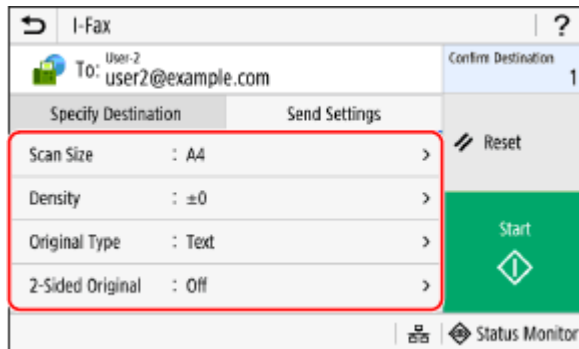 I-Fax ?
To: User-2
user2@example.com
Confirm Destination
1
Specify Destination Send Settings
Scan Size : A4 >
Density : ±0 >
Original Type : Text >
2-Sided Original : Off >
Reset
Start
Status Monitor